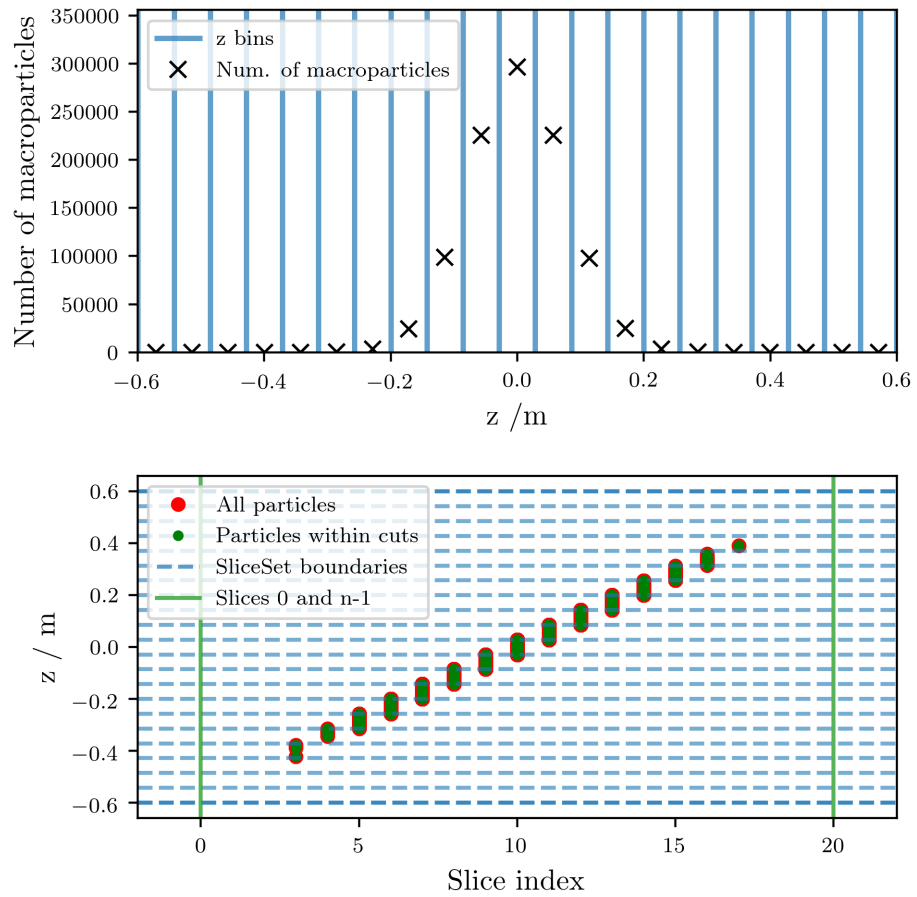 350000
300000
250000
200000
150000
100000
50000
0
Number of macroparticles
z bins
Num. of macroparticles
−0.6
−0.4
−0.2
0.0
0.2
0.4
0.6
z /m
0.6
0.4
0.2
0.0
−0.2
−0.4
−0.6
z / m
All particles
Particles within cuts
SliceSet boundaries
Slices 0 and n-1
0
5
10
15
20
Slice index